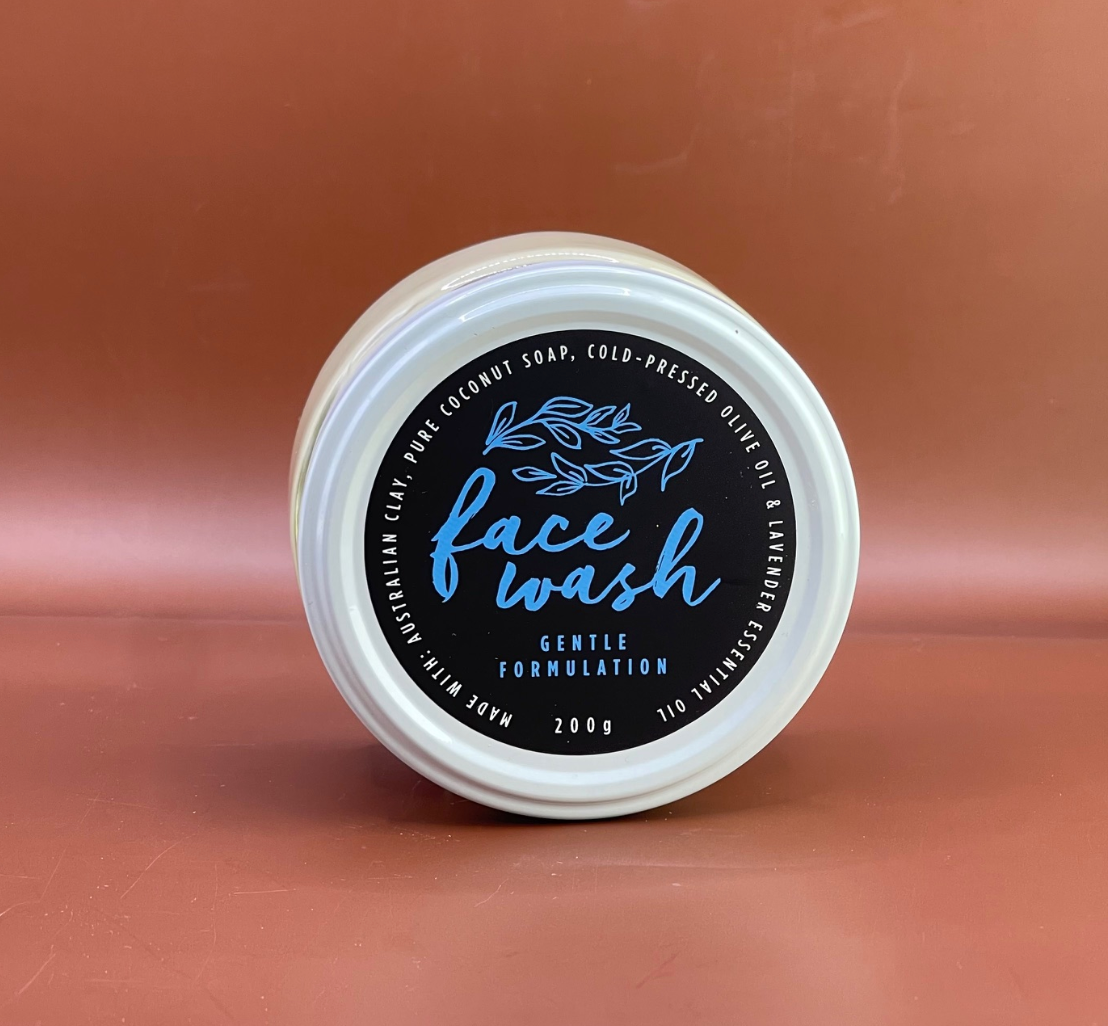 MADE WITH: AUSTRALIAN CLAY, PURE COCONUT SOAP, COLD-PRESSED OLIVE OIL & LAVENDER ESSENTIAL OIL
face
wash
GENTLE
FORMULATION
200g